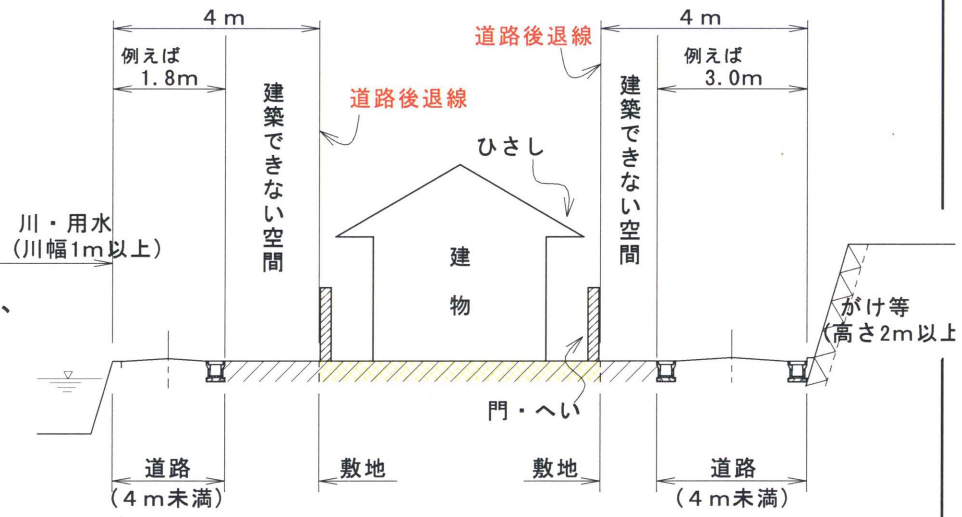 4m
4m
道路後退線
例えば
1.8m
例えば
3.0m
道路後退線
建築できない空間
建築できない空間
ひさし
川・用水
(川幅1m以上)
建物
、
がけ等
(高さ2m以上
門・へい
道路
(4m未満)
敷地
敷地
道路
(4m未満)